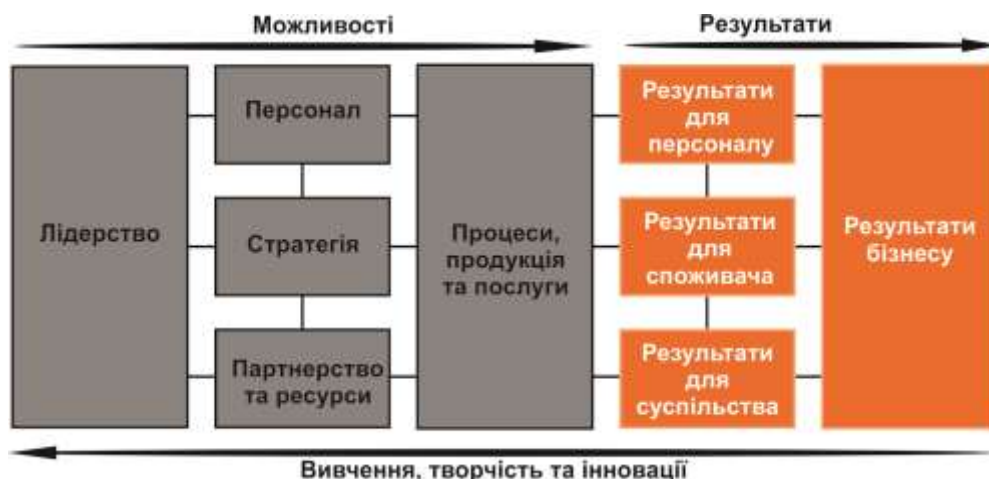 Можливості
Результати
Лідерство
Персонал
Стратегія
Партнерство
та ресурси
Процеси,
продукція
та послуги
Результати
для
персоналу
Результати
для
споживача
Результати
для
суспільства
Результати
бізнесу
Вивчення, творчість та інновації